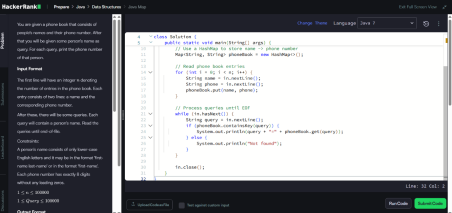 HackerRank
Prepare > Java > Data Structures > Java Map
Exit Full Screen View
Problem
You are given a phone book that consists of
people's names and their phone number. After
that you will be given some person's name as
query. For each query, print the phone number
of that person.
Input Format
The first line will have an integer n denoting
the number of entries in the phone book. Each
entry consists of two lines: a name and the
corresponding phone number.
After these, there will be some queries. Each
query will contain a person's name. Read the
queries until end-of-file.
Constraints:
A person's name consists of only lower-case
English letters and it may be in the format 'first-
name last-name' or in the format 'first-name'.
Each phone number has exactly 8 digits
without any leading zeros.
1 ≤ n ≤ 100000
1 ≤ Query ≤ 100000
Output Format
Change Theme
Language Java 7
class Solution {
public static void main(String[] args) {
// Use a HashMap to store name -> phone number
Map<String, String> phoneBook = new HashMap<>();
// Read phone book entries
for (int i = 0; i < n; i++) {
String name = in.nextLine();
String phone = in.nextLine();
phoneBook.put(name, phone);
}
// Process queries until EOF
while (in.hasNext()) {
String query = in.nextLine();
if (phoneBook.containsKey(query)) {
System.out.println(query + "=" + phoneBook.get(query));
} else {
System.out.println("Not found");
}
}
in.close();
}
Line: 31 Col: 2
Upload Code as File
Test against custom input
Run Code
Submit Code